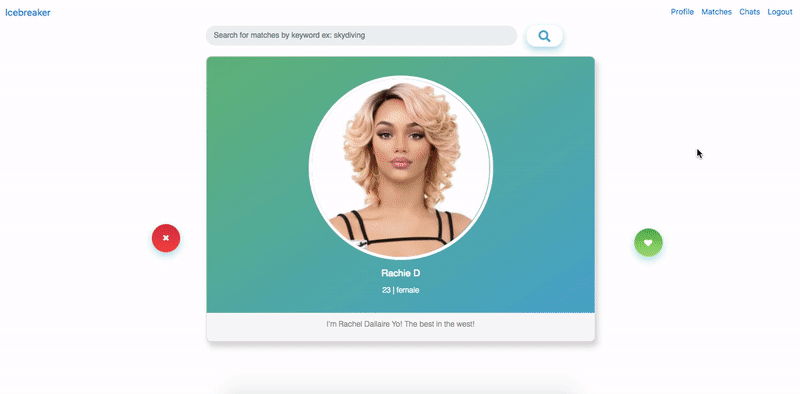 Icebreaker
Profile Matches Chats Logout
Search for matches by keyword ex: skydiving
Rachie D
23 | female
I'm Rachel Dallaire Yo! The best in the west!